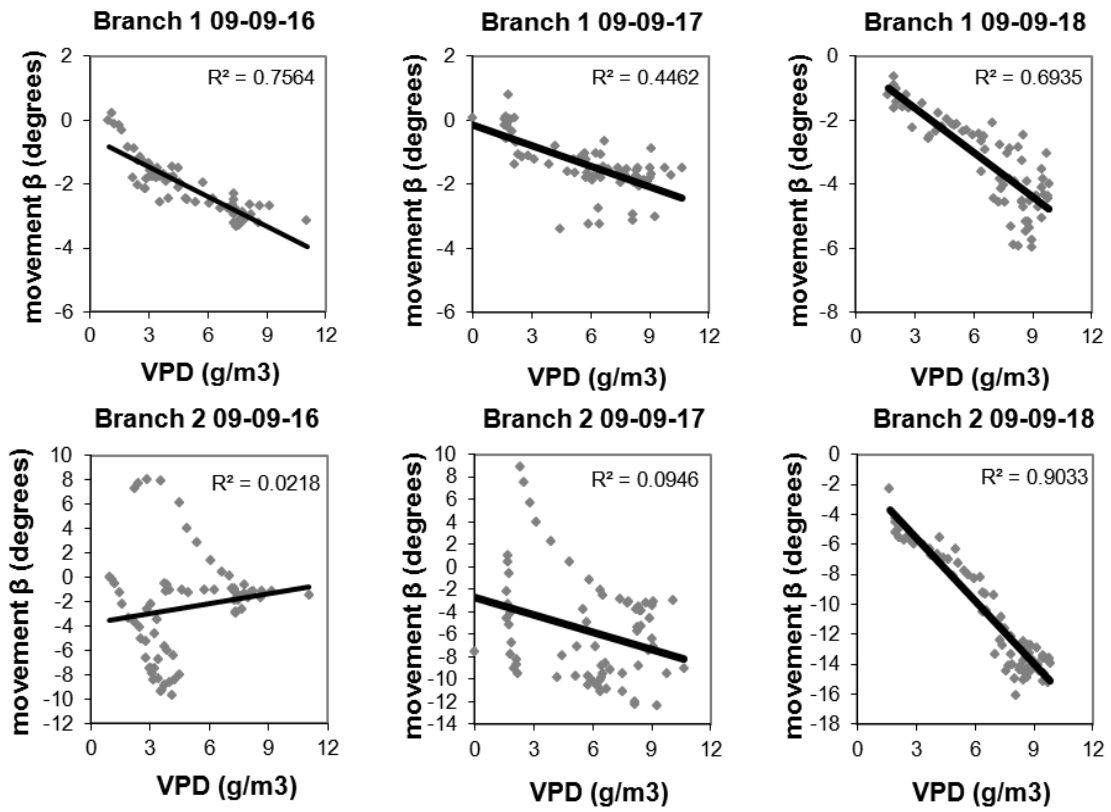 Branch 1 09-09-16
movement β (degrees)
2
0
-2
-4
-6
R² = 0.7564
0 3 6 9 12
VPD (g/m3)
Branch 1 09-09-17
movement β (degrees)
2
0
-2
-4
-6
R² = 0.4462
0 3 6 9 12
VPD (g/m3)
Branch 1 09-09-18
movement β (degrees)
0
-2
-4
-6
-8
R² = 0.6935
0 3 6 9 12
VPD (g/m3)
Branch 2 09-09-16
movement β (degrees)
10
8
6
4
2
0
-2
-4
-6
-8
-10
-12
R² = 0.0218
0 3 6 9 12
VPD (g/m3)
Branch 2 09-09-17
movement β (degrees)
10
8
6
4
2
0
-2
-4
-6
-8
-10
-12
-14
R² = 0.0946
0 3 6 9 12
VPD (g/m3)
Branch 2 09-09-18
movement β (degrees)
0
-2
-4
-6
-8
-10
-12
-14
-16
-18
R² = 0.9033
0 3 6 9 12
VPD (g/m3)